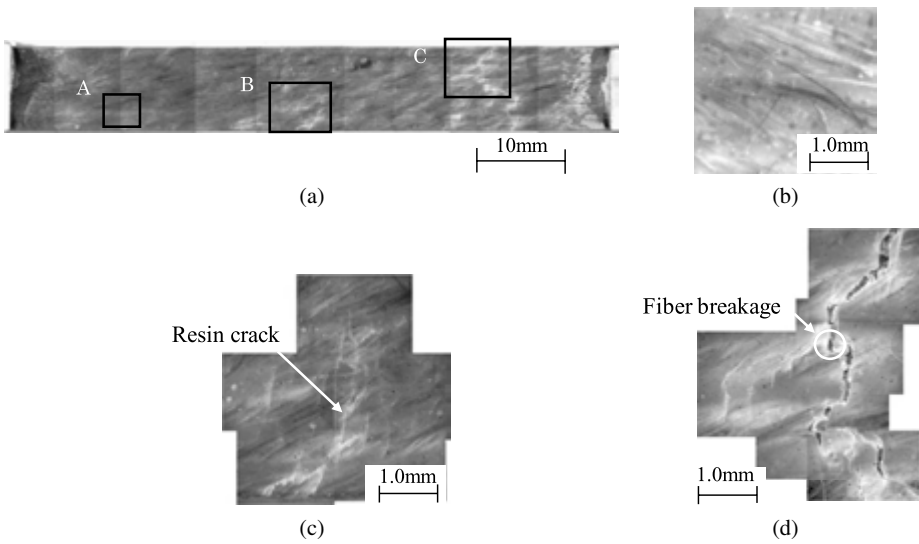 A
B
C
10mm
(a)
1.0mm
(b)
Resin crack
1.0mm
(c)
Fiber breakage
1.0mm
(d)